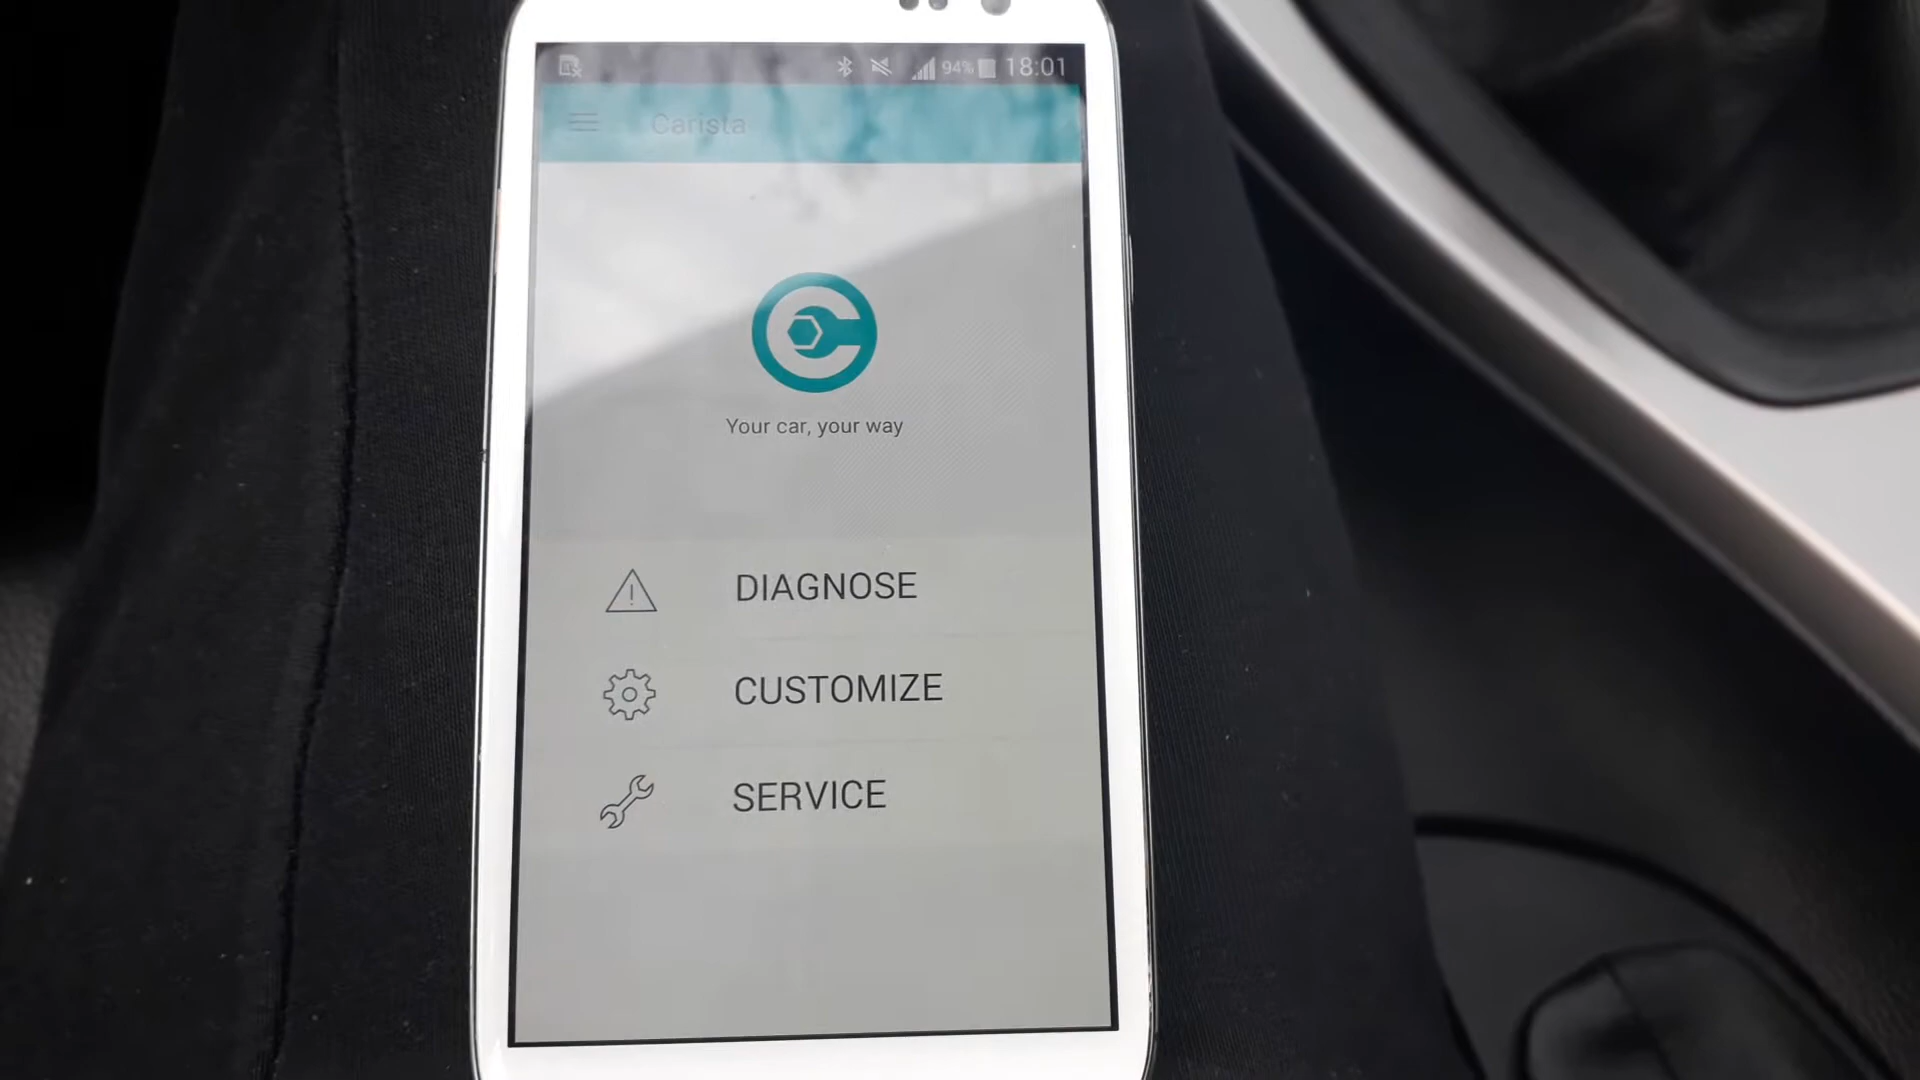 94% 18:01
Carista
Your car, your way
DIAGNOSE
CUSTOMIZE
SERVICE